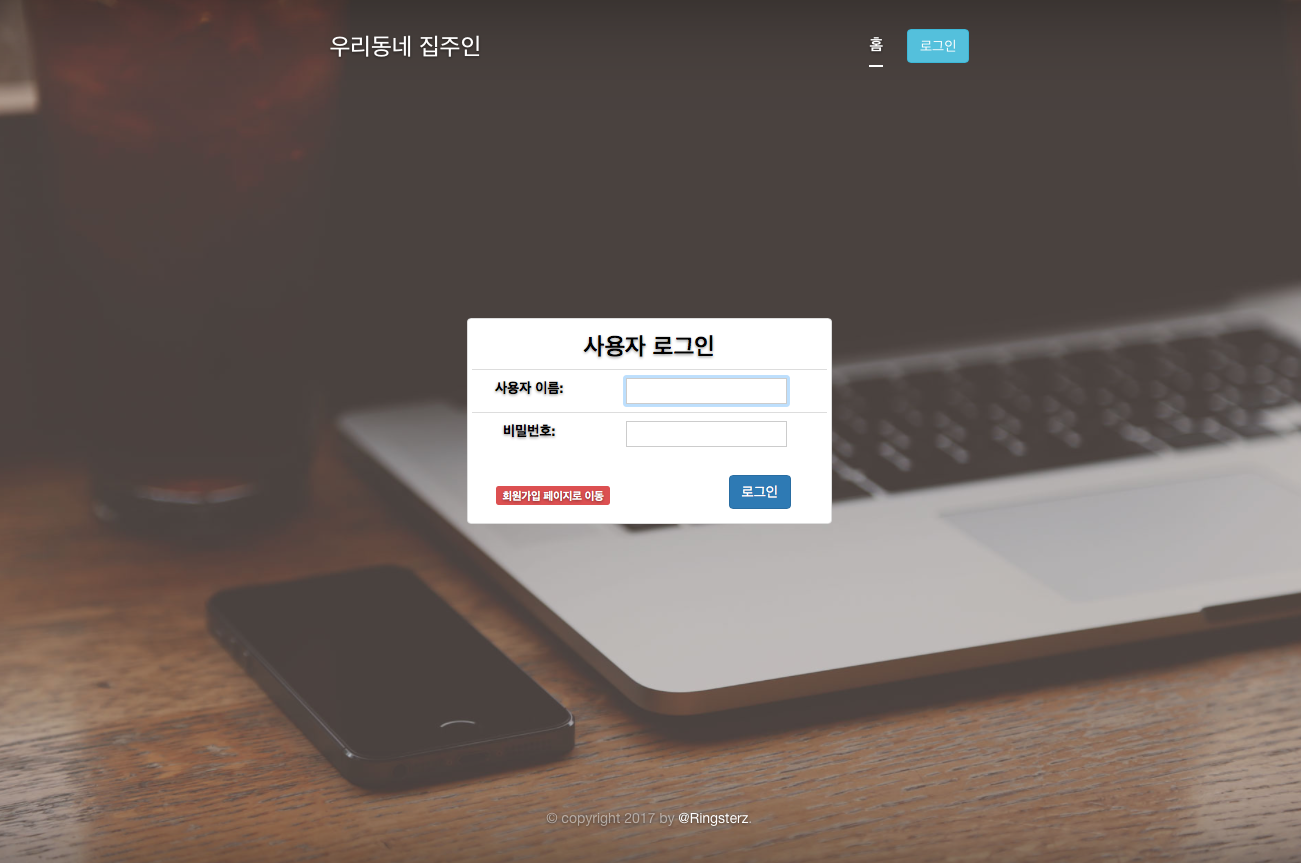 우리동네 집주인
홈
로그인
사용자 로그인
사용자 이름:
비밀번호:
회원가입 페이지로 이동
로그인
© copyright 2017 by @Ringsterz.